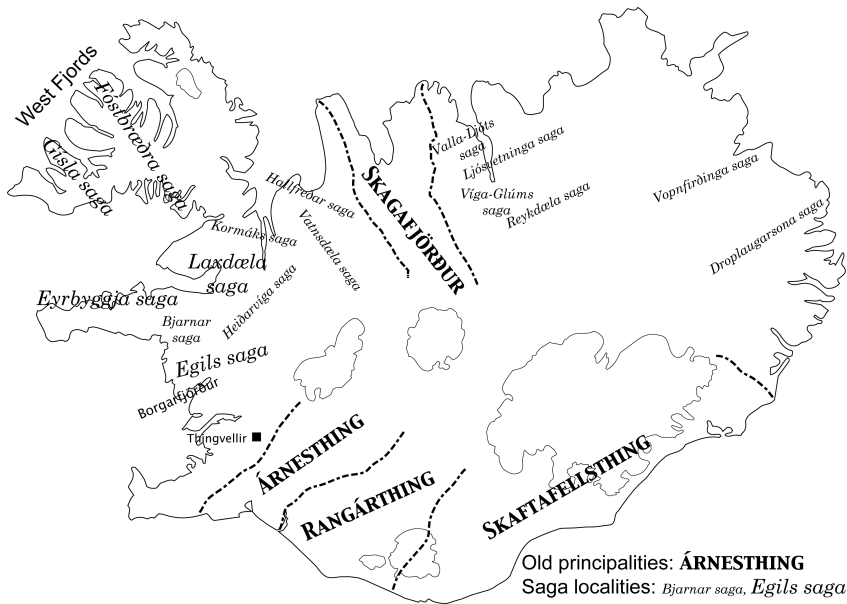 West Fjords
Fóstbræðra saga
Gísla saga
Valla-Ljóts
saga
Ljósvetninga saga
Víga-Glúms
saga
Reykdæla saga
Vopnfirðinga saga
Droplaugarsona saga
SKAGAFJÖRÐUR
Hallfreðar saga
Vatnsdæla saga
Kormáks saga
Laxdæla
saga
Eyrbyggja saga
Heiðarvíga saga
Bjarnar
saga
Egils saga
Borgarfjörður
Thingvellir
ÁRNESTHING
RANGÁRTHING
SKAFTAFELLSTHING
Old principalities: ÁRNESTHING
Saga localities: Bjarnar saga, Egils saga